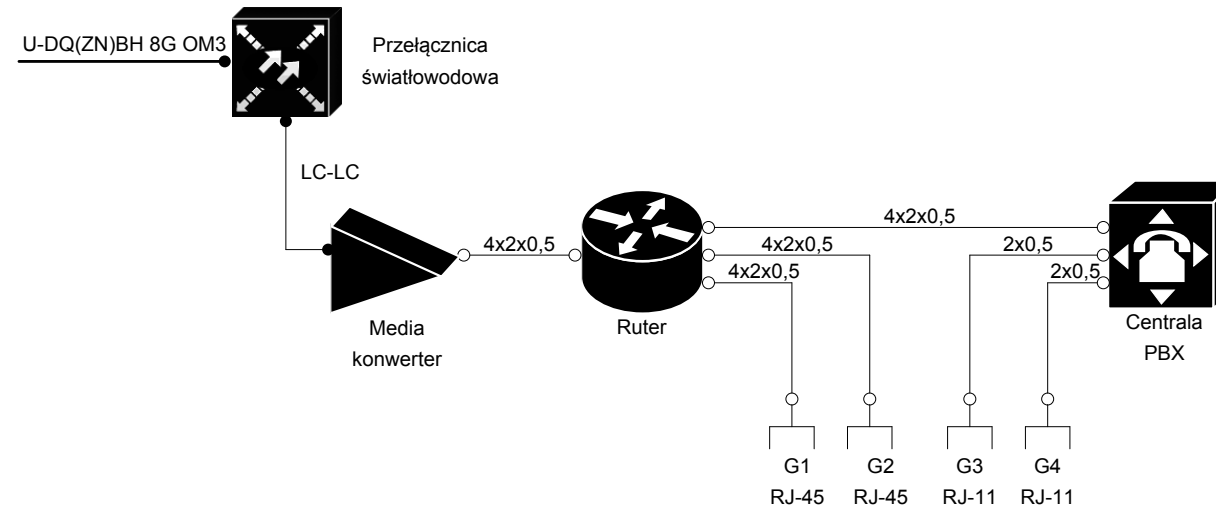 U-DQ(ZN)BH 8G OM3
Przełącznica
światłowodowa
LC-LC
4x2x0,5
4x2x0,5
4x2x0,5
4x2x0,5
2x0,5
2x0,5
Media
konwerter
Ruter
Centrala
PBX
G1
RJ-45
G2
RJ-45
G3
RJ-11
G4
RJ-11